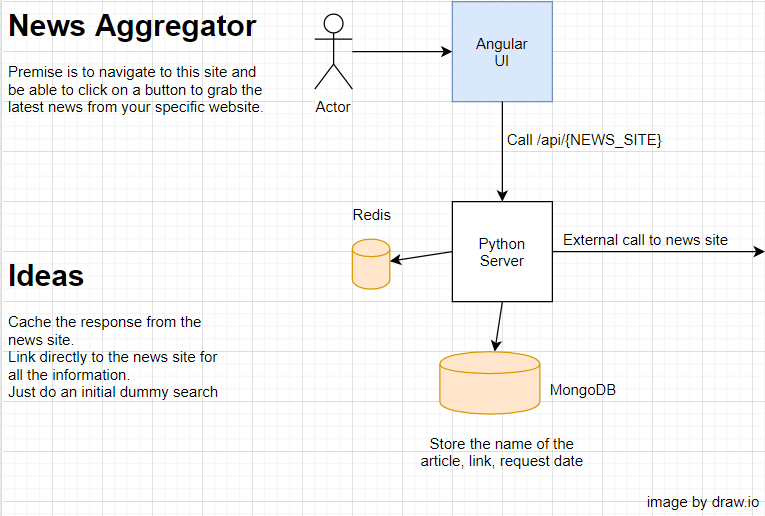 News Aggregator
Premise is to navigate to this site and
be able to click on a button to grab the
latest news from your specific website.
Actor
Angular
UI
Call /api/{NEWS_SITE}
Redis
Python
Server
External call to news site
Ideas
Cache the response from the
news site.
Link directly to the news site for
all the information.
Just do an initial dummy search
MongoDB
Store the name of the
article, link, request date
image by draw.io